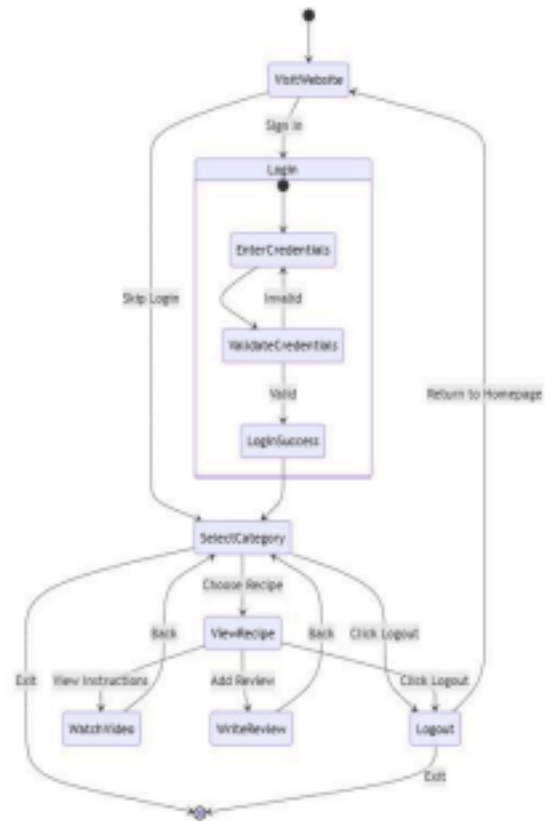 VisitWebsite
Sign In
Login
EnterCredentials
Skip Login
Invalid
ValidateCredentials
Valid
Return to Homepage
LoginSuccess
SelectCategory
Choose Recipe
Back
ViewRecipe
Back
Click Logout
Exit
View Instructions
Add Review
Click Logout
WatchVideo
WriteReview
Logout
Exit